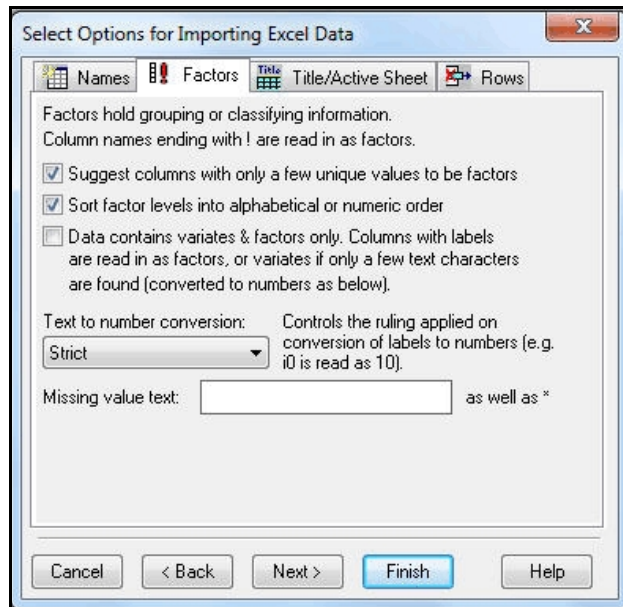 Select Options for Importing Excel Data
Names
Factors
Title
Title/Active Sheet
Rows
Factors hold grouping or classifying information.
Column names ending with ! are read in as factors.
Suggest columns with only a few unique values to be factors
Sort factor levels into alphabetical or numeric order
Data contains variates & factors only. Columns with labels
are read in as factors, or variates if only a few text characters
are found (converted to numbers as below).
Text to number conversion:
Strict
Controls the ruling applied on
conversion of labels to numbers (e.g.
i0 is read as 10).
Missing value text:
as well as *
Cancel
< Back
Next >
Finish
Help